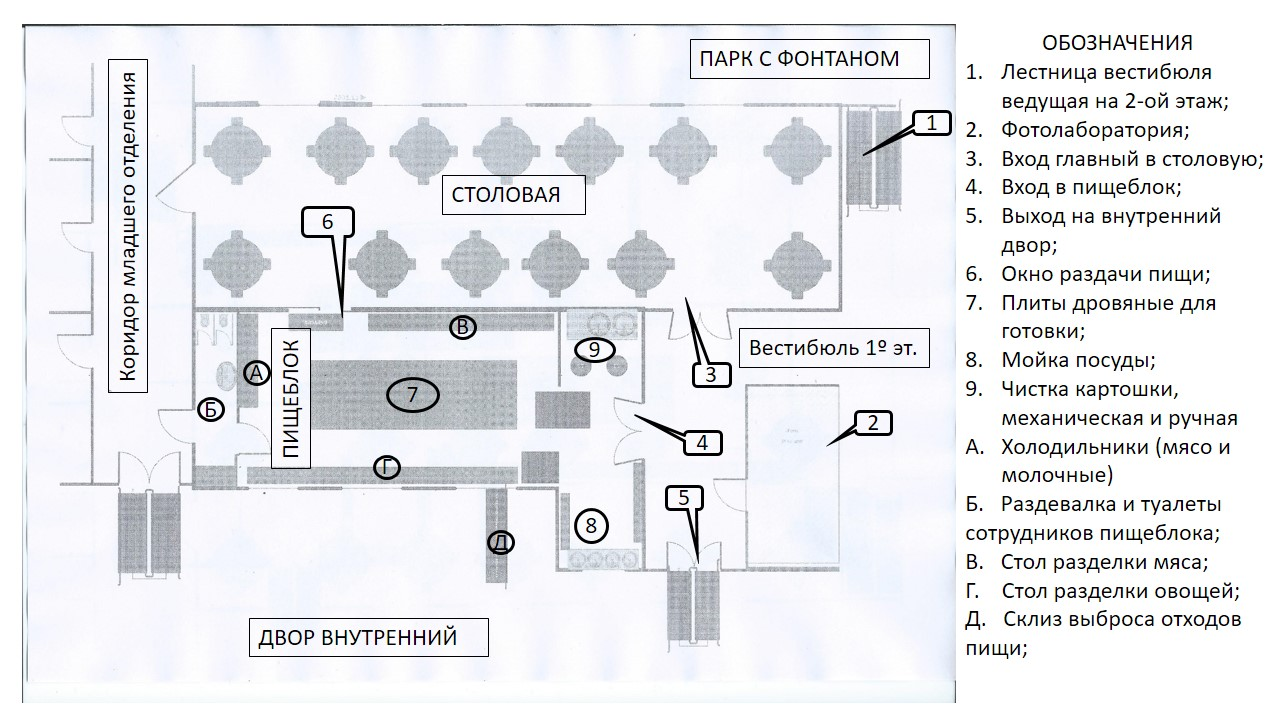 ПАРК С ФОНТАНОМ
Коридор младшего отделения
1
СТОЛОВАЯ
6
В
А
9
Вестибюль 1º эт.
ПИЩЕБЛОК
7
3
Б
2
4
Г
5
8
Д
ДВОР ВНУТРЕННИЙ
ОБОЗНАЧЕНИЯ
1. Лестница вестибюля
ведущая на 2-ой этаж;
2. Фотолаборатория;
3. Вход главный в столовую;
4. Вход в пищеблок;
5. Выход на внутренний
двор;
6. Окно раздачи пищи;
7. Плиты дровяные для
готовки;
8. Мойка посуды;
9. Чистка картошки,
механическая и ручная
А. Холодильники (мясо и
молочные)
Б. Раздевалка и туалеты
сотрудников пищеблока;
В. Стол разделки мяса;
Г. Стол разделки овощей;
Д. Склиз выброса отходов
пищи;